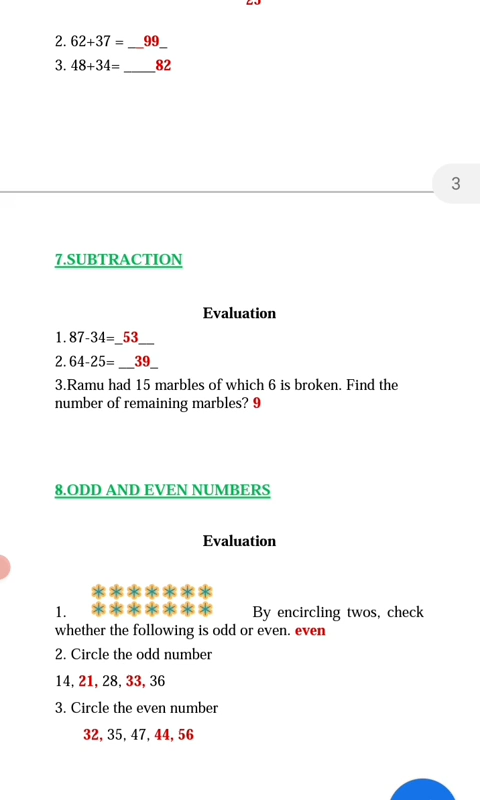 2. 62+37 = __99_
3. 48+34= ____82
3
7.SUBTRACTION
Evaluation
1. 87-34=_53__
2. 64-25= __39_
3.Ramu had 15 marbles of which 6 is broken. Find the
number of remaining marbles? 9
8.ODD AND EVEN NUMBERS
Evaluation
1. By encircling twos, check
whether the following is odd or even. even
2. Circle the odd number
14, 21, 28, 33, 36
3. Circle the even number
32, 35, 47, 44, 56